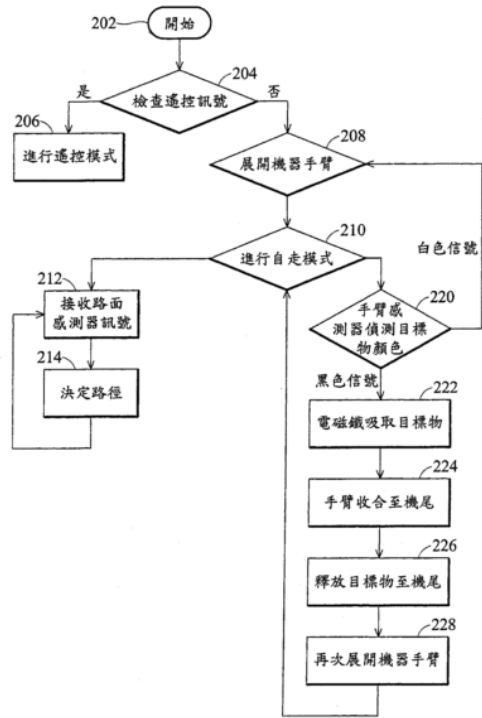 202
開始
204
檢查遙控訊號
是
否
206
進行遙控模式
208
展開機器手臂
210
進行自走模式
白色信號
212
接收路面
感測器訊號
214
決定路徑
220
手臂感
測器偵測目標
物顏色
黑色信號
222
電磁鐵吸取目標物
224
手臂收合至機尾
226
釋放目標物至機尾
228
再次展開機器手臂